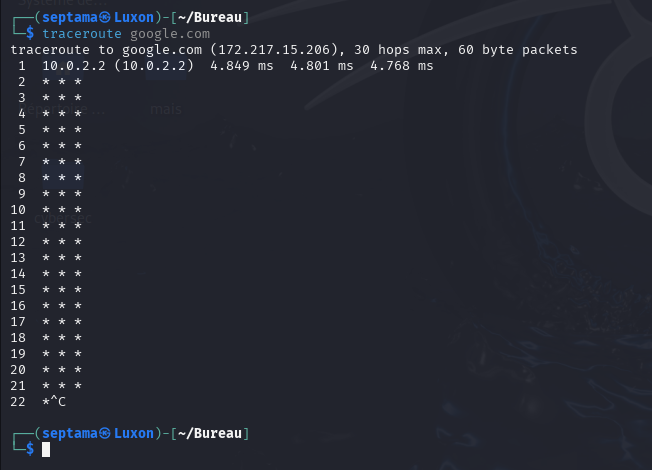 Système de...
┌──(septama㉿Luxon)-[~/Bureau]
└─$ traceroute google.com
traceroute to google.com (172.217.15.206), 30 hops max, 60 byte packets
1 10.0.2.2 (10.0.2.2) 4.849 ms 4.801 ms 4.768 ms
2 * * *
3 * * *
4 * * *
mais
5 * * *
6 * * *
7 * * *
8 * * *
9 * * *
10 * * *
11 * * *
12 * * *
13 * * *
14 * * *
15 * * *
16 * * *
17 * * *
18 * * *
19 * * *
20 * * *
21 * * *
22 *^C
┌──(septama㉿Luxon)-[~/Bureau]
└─$